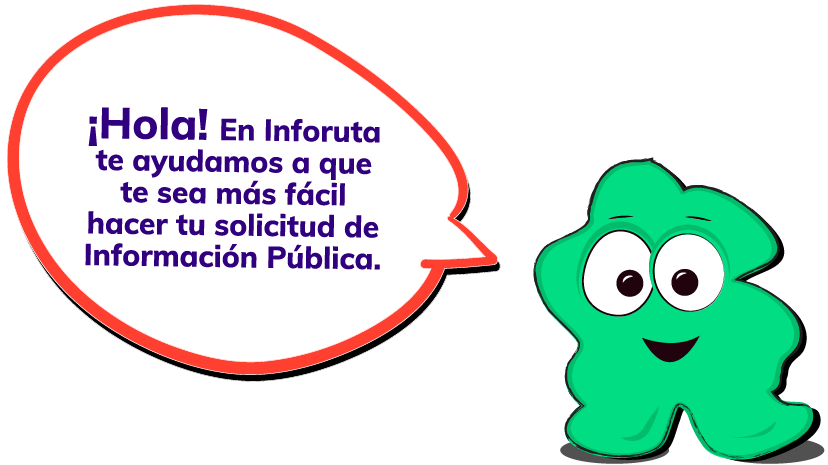 ¡Hola! En Inforuta
te ayudamos a que
te sea más fácil
hacer tu solicitud de
Información Pública.